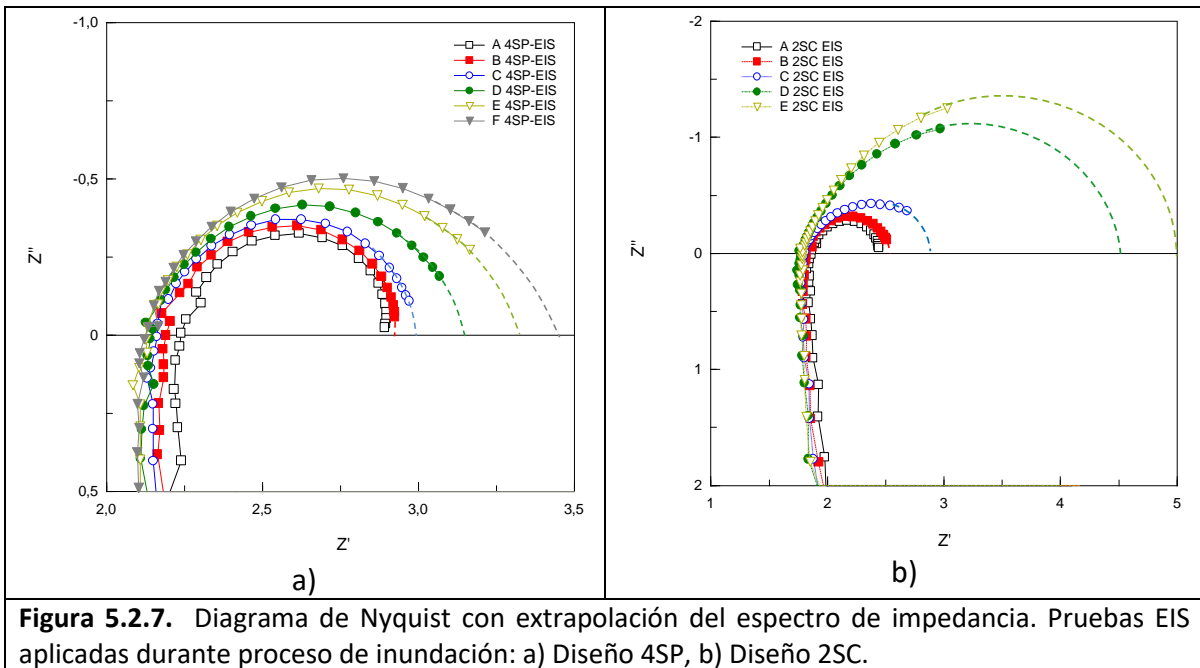 -1,0
A 4SP-EIS
B 4SP-EIS
C 4SP-EIS
D 4SP-EIS
E 4SP-EIS
F 4SP-EIS
-0,5
Z''
0
0,5
2,0 2,5 3,0 3,5
Z'
a)
-2
A 2SC EIS
B 2SC EIS
C 2SC EIS
D 2SC EIS
E 2SC EIS
-1
Z''
0
1
2
1 2 3 4 5
Z'
b)
Figura 5.2.7. Diagrama de Nyquist con extrapolación del espectro de impedancia. Pruebas EIS
aplicadas durante proceso de inundación: a) Diseño 4SP, b) Diseño 2SC.